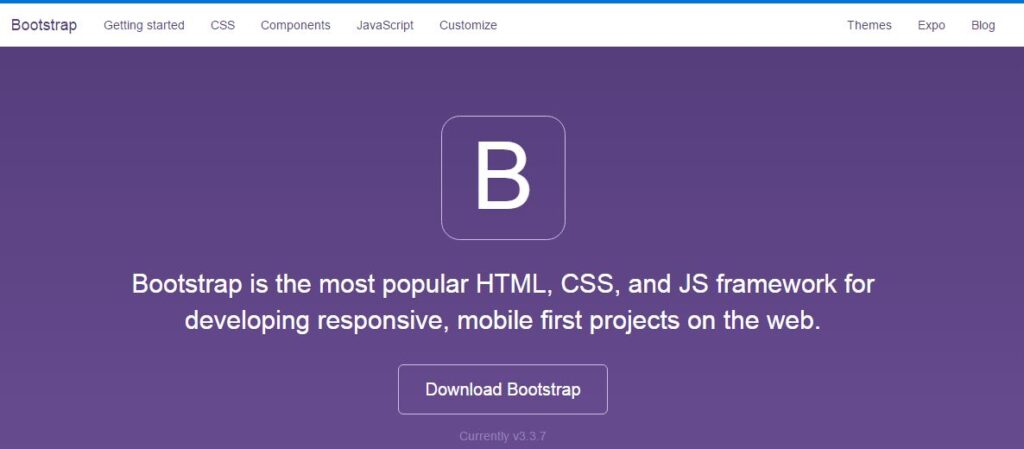 Bootstrap Getting started CSS Components JavaScript Customize Themes Expo Blog
B
Bootstrap is the most popular HTML, CSS, and JS framework for
developing responsive, mobile first projects on the web.
Download Bootstrap
Currently v3.3.7